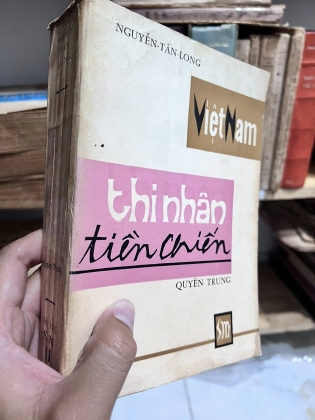 NGUYỄN-TẤN-LONG
ViệtNam
thi nhân
tiền chiến
QUYỂN TRUNG
SM